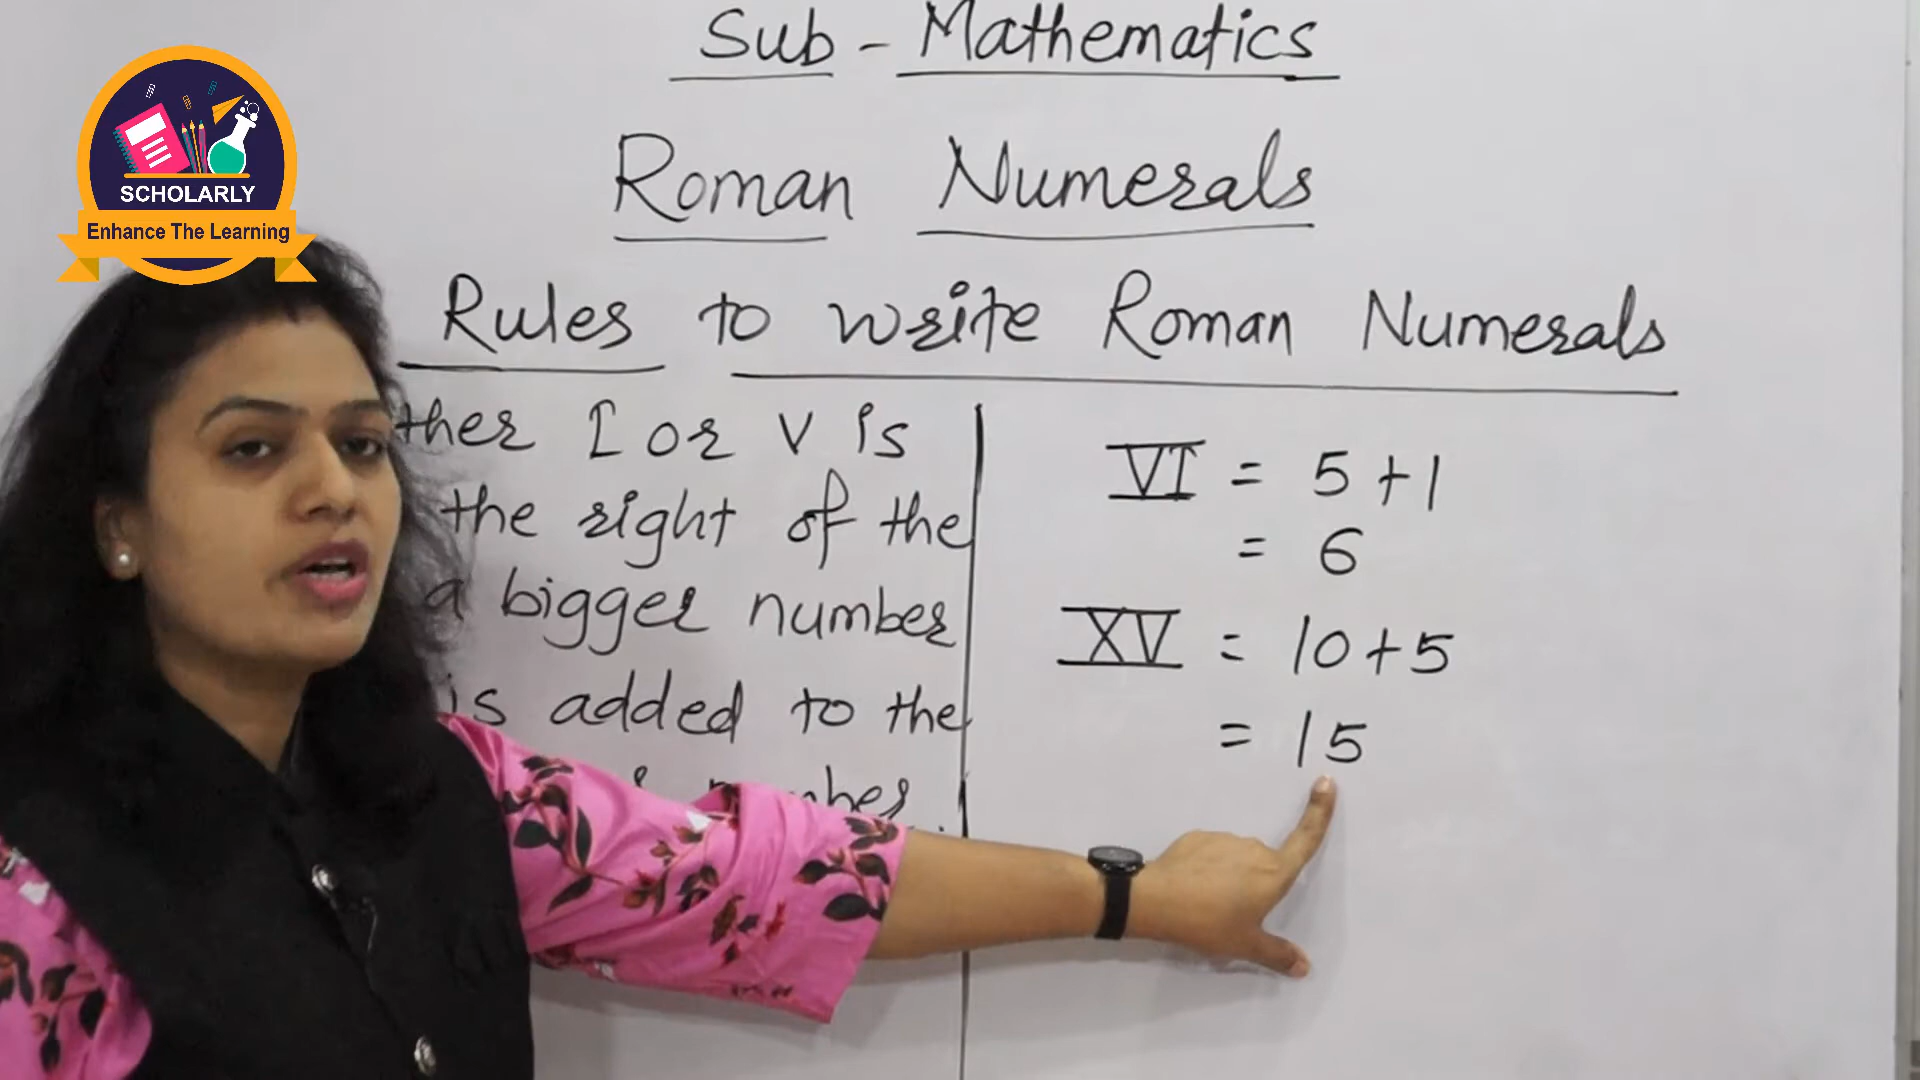 SCHOLARLY
Enhance The Learning
Sub - Mathematics
Roman Numerals
Rules to write Roman Numerals
ther I or V is
the right of the
a bigger number
is added to the
VI = 5 + 1
= 6
XV = 10 + 5
= 15